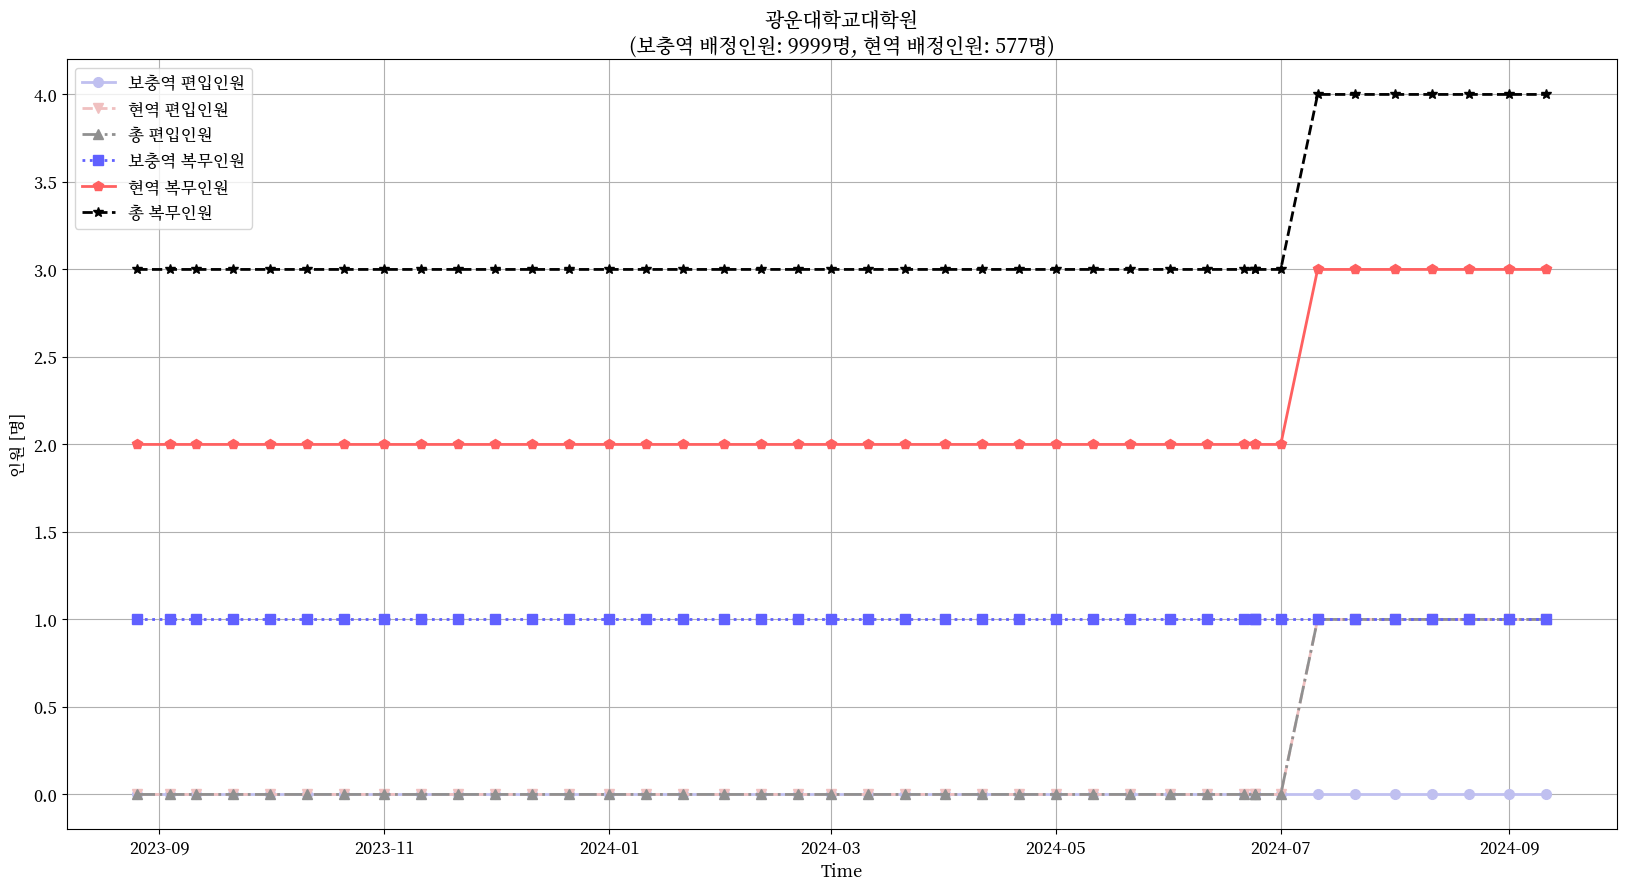 광운대학교대학원
(보충역 배정인원: 9999명, 현역 배정인원: 577명)
보충역 편입인원
현역 편입인원
총 편입인원
보충역 복무인원
현역 복무인원
총 복무인원
4.0
3.5
3.0
2.5
2.0
1.5
1.0
0.5
0.0
인원 [명]
2023-09
2023-11
2024-01
2024-03
2024-05
2024-07
2024-09
Time